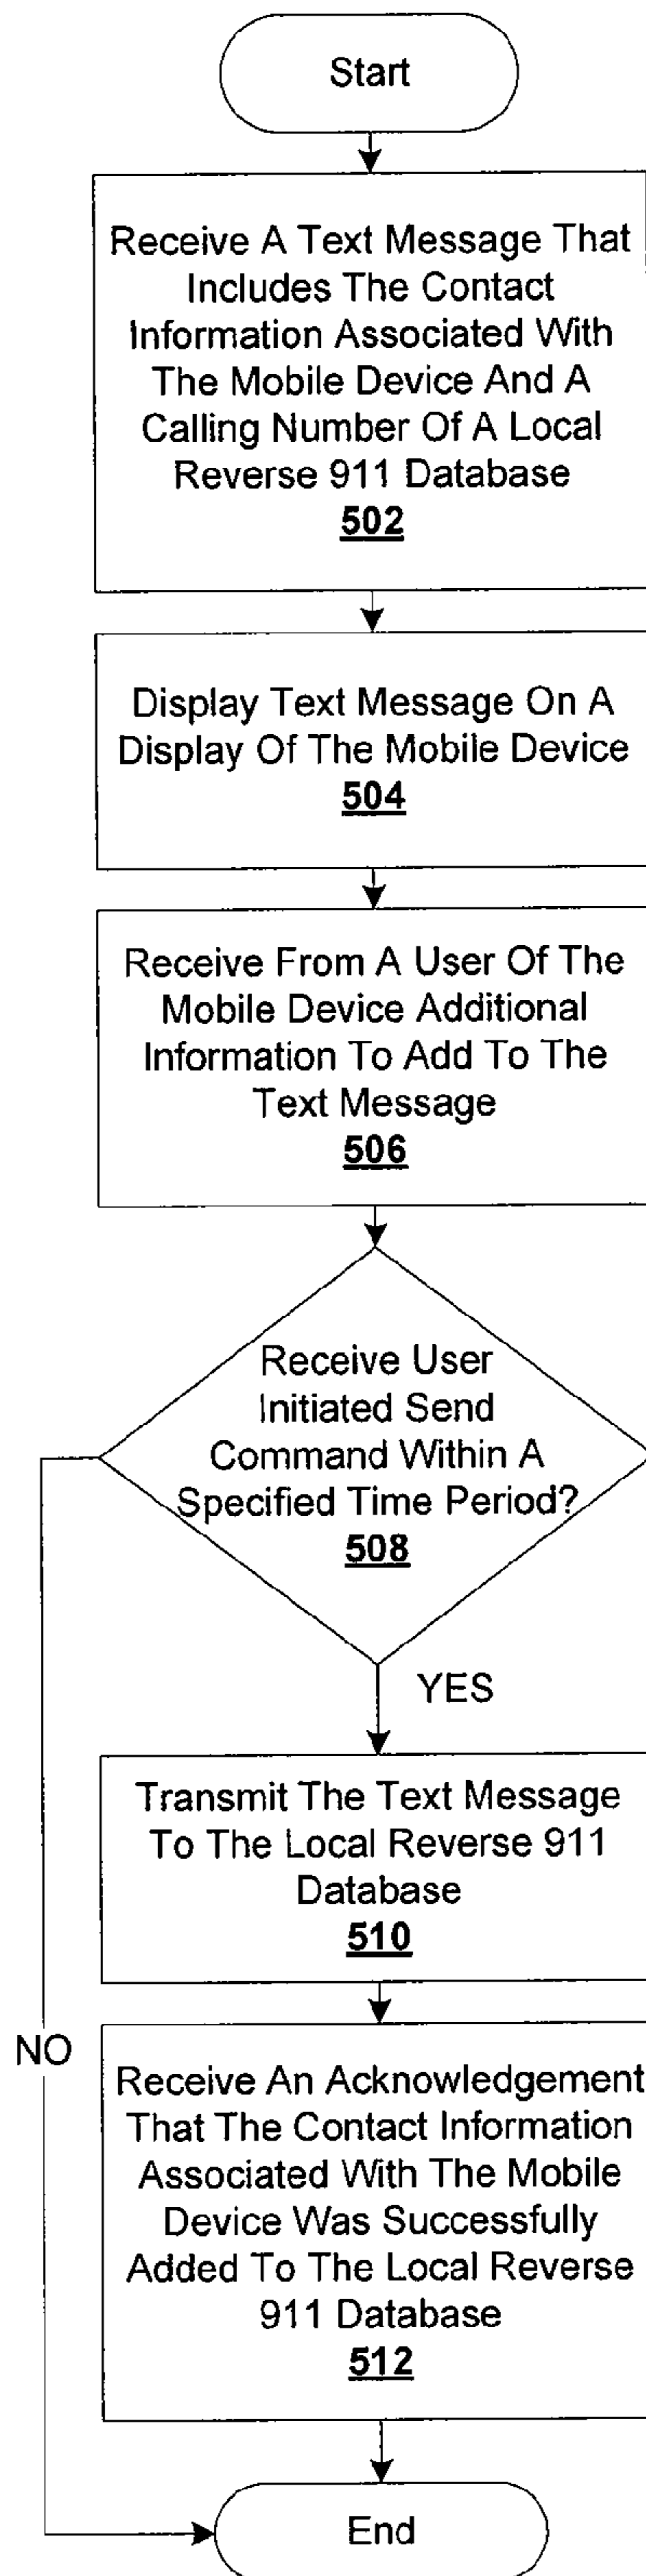 Start
Receive A Text Message That
Includes The Contact
Information Associated With
The Mobile Device And A
Calling Number Of A Local
Reverse 911 Database
502
Display Text Message On A
Display Of The Mobile Device
504
Receive From A User Of The
Mobile Device Additional
Information To Add To The
Text Message
506
Receive User
Initiated Send
Command Within A
Specified Time Period?
508
YES
Transmit The Text Message
To The Local Reverse 911
Database
510
NO
Receive An Acknowledgement
That The Contact Information
Associated With The Mobile
Device Was Successfully
Added To The Local Reverse
911 Database
512
End